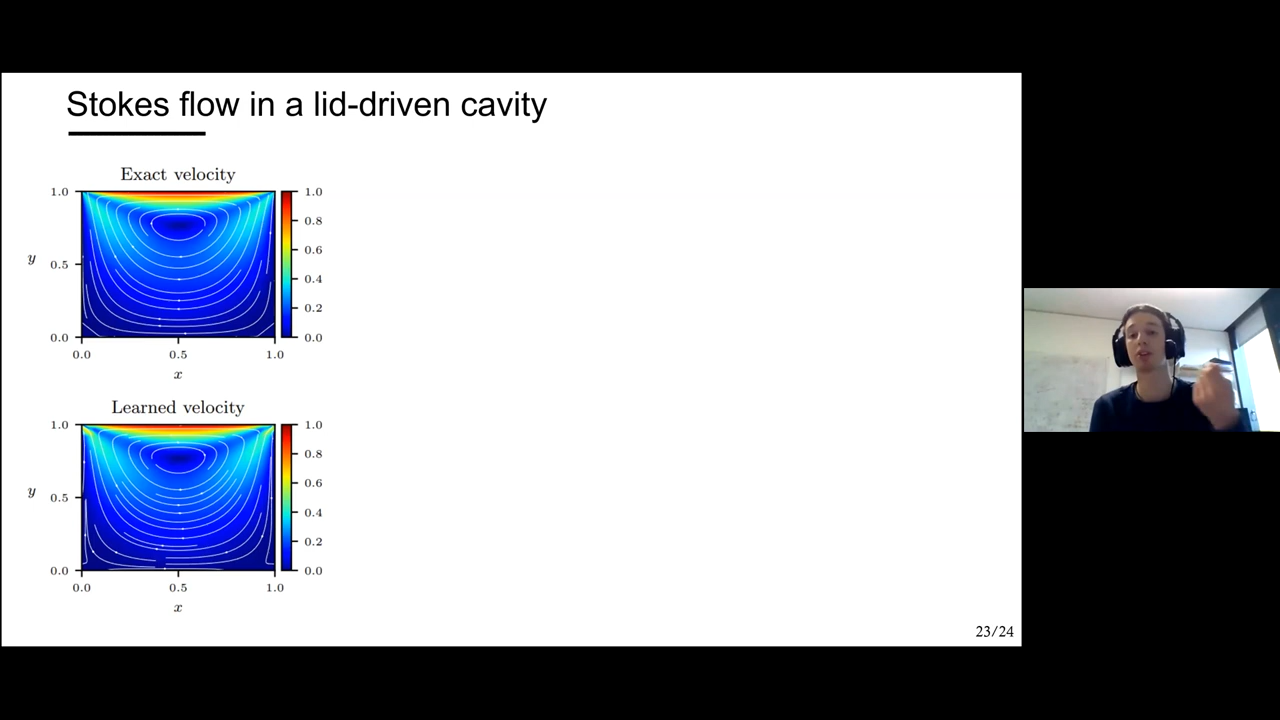 Stokes flow in a lid-driven cavity
Exact velocity
1.0
0.5
0.0
y
0.0 0.5 1.0
x
1.0
0.8
0.6
0.4
0.2
0.0
Learned velocity
1.0
0.5
0.0
y
0.0 0.5 1.0
x
1.0
0.8
0.6
0.4
0.2
0.0
23/24